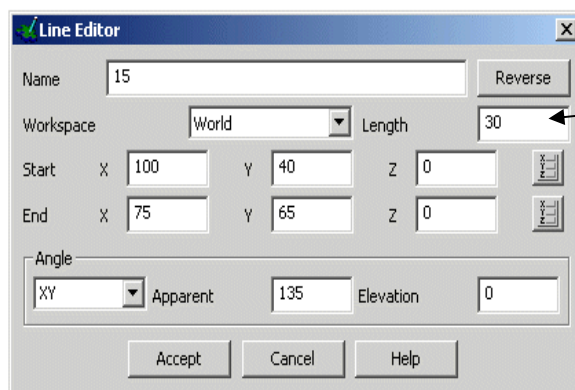 Line Editor
Name 15 Reverse
Workspace World Length 30
Start X 100 Y 40 Z 0
End X 75 Y 65 Z 0
Angle
XY Apparent 135 Elevation 0
Accept Cancel Help